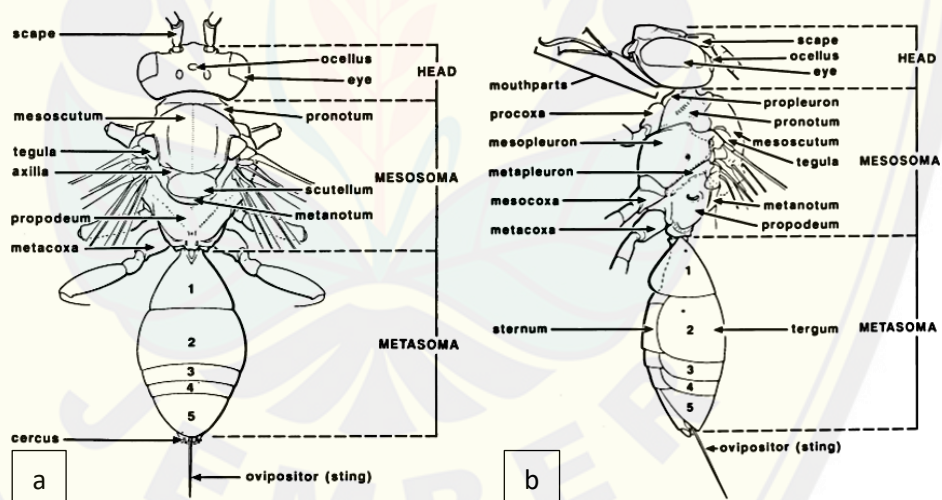 scape
ocellus
eye
HEAD
mesoscutum
pronotum
tegula
axilla
scutellum
MESOSOMA
propodeum
metanotum
metacoxa
1
2
METASOMA
3
4
5
cercus
ovipositor (sting)
a
scape
ocellus
eye
HEAD
mouthparts
propleuron
procoxa
pronotum
mesopleuron
mesoscutum
tegula
MESOSOMA
metapleuron
mesocoxa
metanotum
metacoxa
propodeum
1
sternum
2
tergum
METASOMA
3
4
5
ovipositor (sting)
b
JEMBER